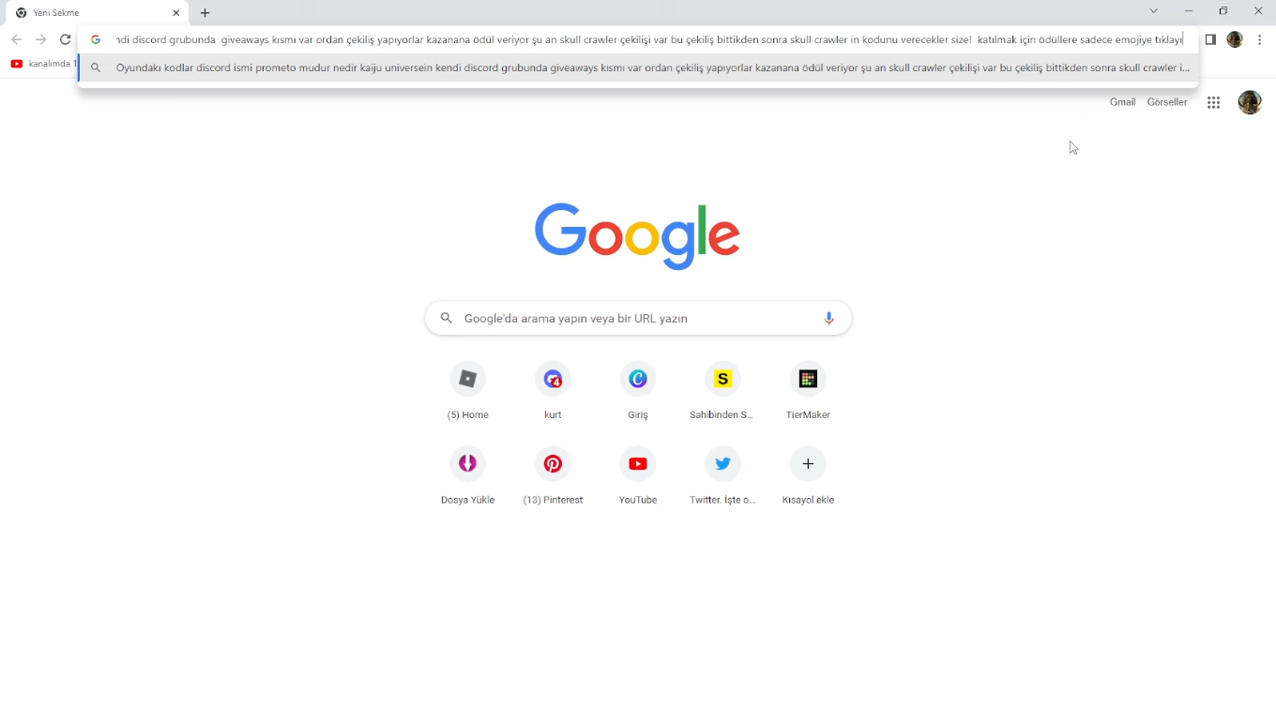 Yeni Sekme
ndi discord grubunda giveaways kısmı var ordan çekiliş yapıyorlar kazanana ödül veriyor şu an skull crawler çekilişi var bu çekiliş bittikden sonra skull crawler in kodunu verecekler size! katılmak için ödüllere sadece emojiye tıklayı
kanalımda 1
Oyundakı kodlar discord ismi prometo mudur nedir kaiju universein kendi discord grubunda giveaways kısmı var ordan çekiliş yapıyorlar kazanana ödül veriyor şu an skull crawler çekilişi var bu çekiliş bittikden sonra skull crawler i...
Gmail Görseller
Google
Google'da arama yapın veya bir URL yazın
(5) Home kurt Giriş Sahibinden S... TierMaker
Dosya Yükle (13) Pinterest YouTube Twitter. İşte o... Kısayol ekle